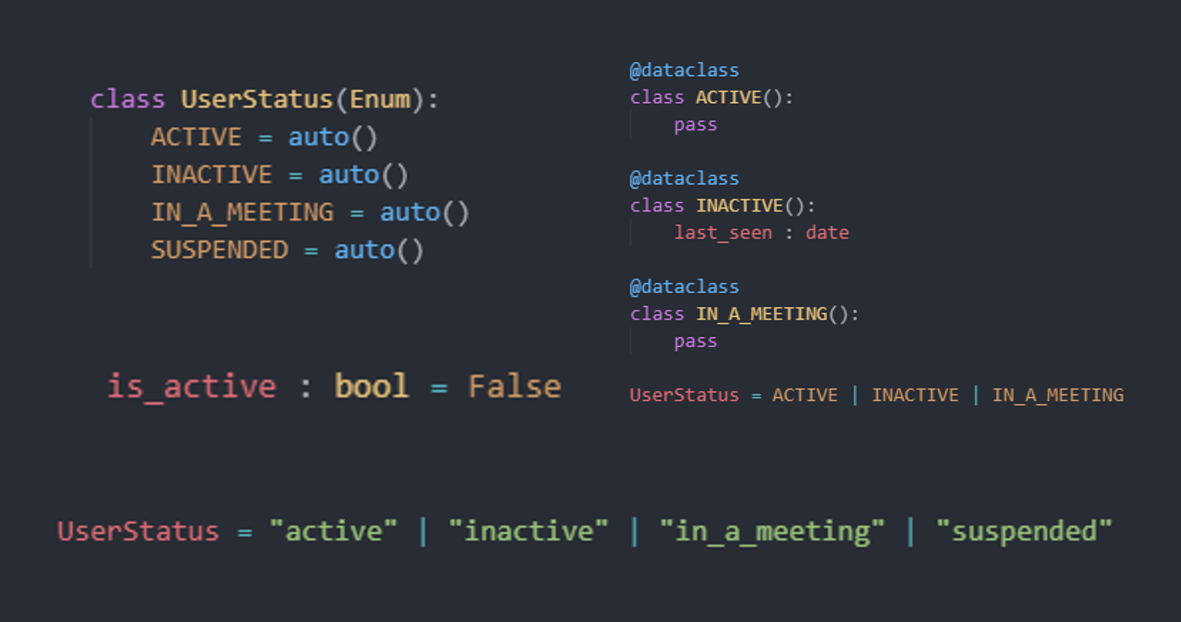 class UserStatus(Enum):
    ACTIVE = auto()
    INACTIVE = auto()
    IN_A_MEETING = auto()
    SUSPENDED = auto()
is_active : bool = False
@dataclass
class ACTIVE():
    pass
@dataclass
class INACTIVE():
    last_seen : date
@dataclass
class IN_A_MEETING():
    pass
UserStatus = ACTIVE | INACTIVE | IN_A_MEETING
UserStatus = "active" | "inactive" | "in_a_meeting" | "suspended"